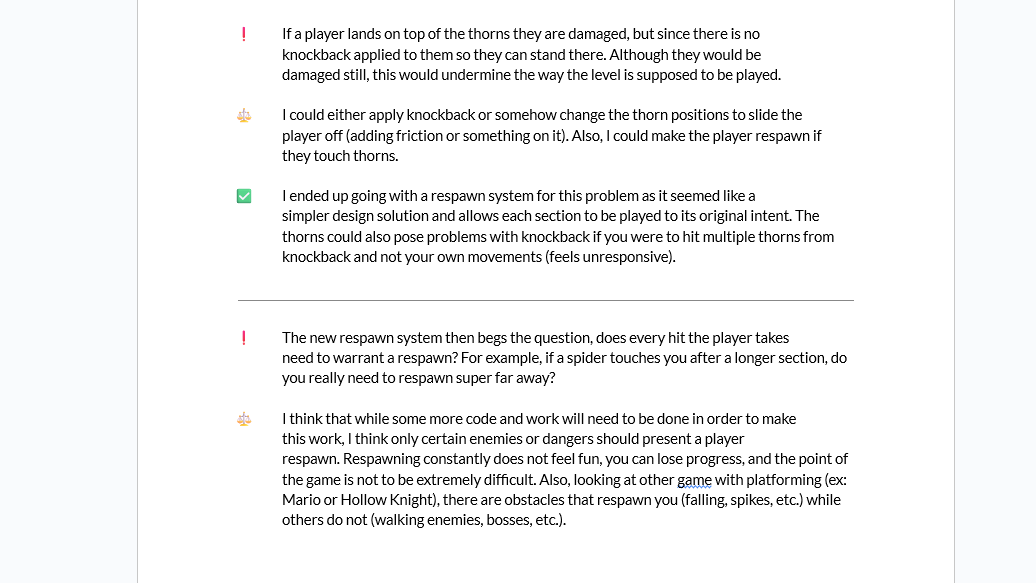 ❗ If a player lands on top of the thorns they are damaged, but since there is no
knockback applied to them so they can stand there. Although they would be
damaged still, this would undermine the way the level is supposed to be played.
⚖️ I could either apply knockback or somehow change the thorn positions to slide the
player off (adding friction or something on it). Also, I could make the player respawn if
they touch thorns.
✅ I ended up going with a respawn system for this problem as it seemed like a
simpler design solution and allows each section to be played to its original intent. The
thorns could also pose problems with knockback if you were to hit multiple thorns from
knockback and not your own movements (feels unresponsive).
❗ The new respawn system then begs the question, does every hit the player takes
need to warrant a respawn? For example, if a spider touches you after a longer section, do
you really need to respawn super far away?
⚖️ I think that while some more code and work will need to be done in order to make
this work, I think only certain enemies or dangers should present a player
respawn. Respawning constantly does not feel fun, you can lose progress, and the point of
the game is not to be extremely difficult. Also, looking at other game with platforming (ex:
Mario or Hollow Knight), there are obstacles that respawn you (falling, spikes, etc.) while
others do not (walking enemies, bosses, etc.).